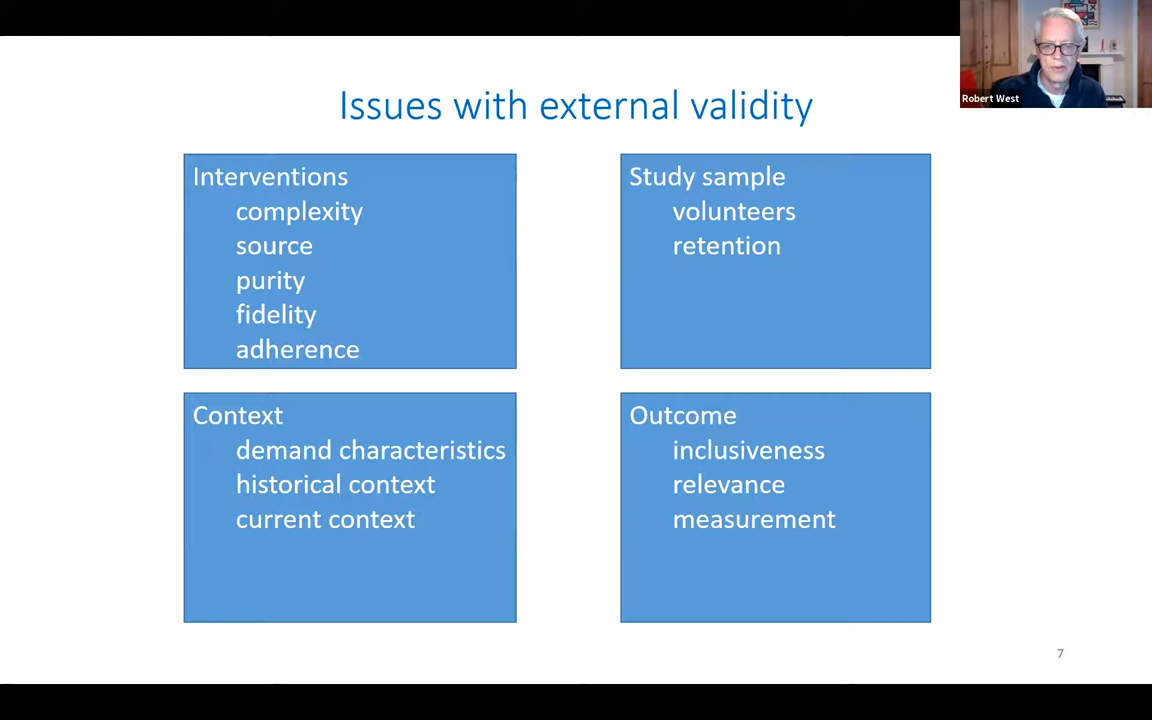 Robert West
Issues with external validity
Interventions
complexity
source
purity
fidelity
adherence
Study sample
volunteers
retention
Context
demand characteristics
historical context
current context
Outcome
inclusiveness
relevance
measurement
7